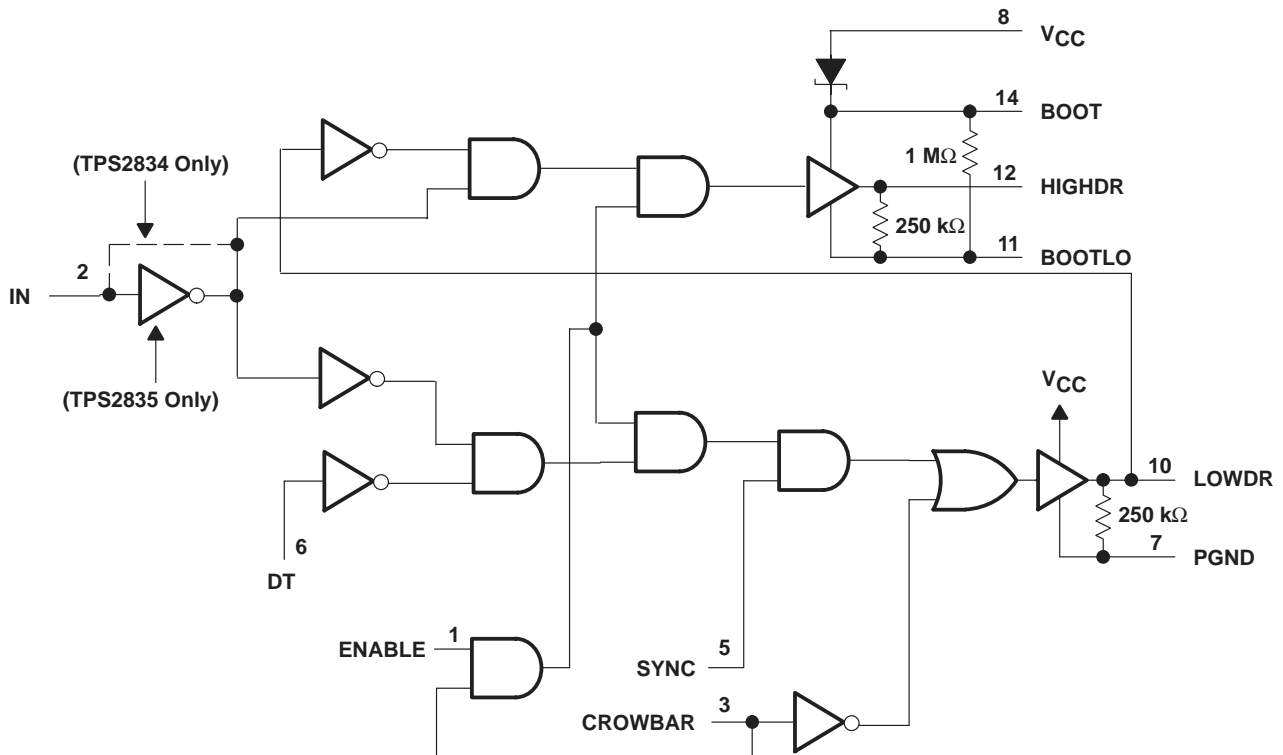 8
VCC
14
BOOT
(TPS2834 Only)
1 MΩ
12
HIGHDR
250 kΩ
11
BOOTLO
2
IN
(TPS2835 Only)
VCC
10
LOWDR
250 kΩ
7
PGND
6
DT
1
ENABLE
5
SYNC
3
CROWBAR